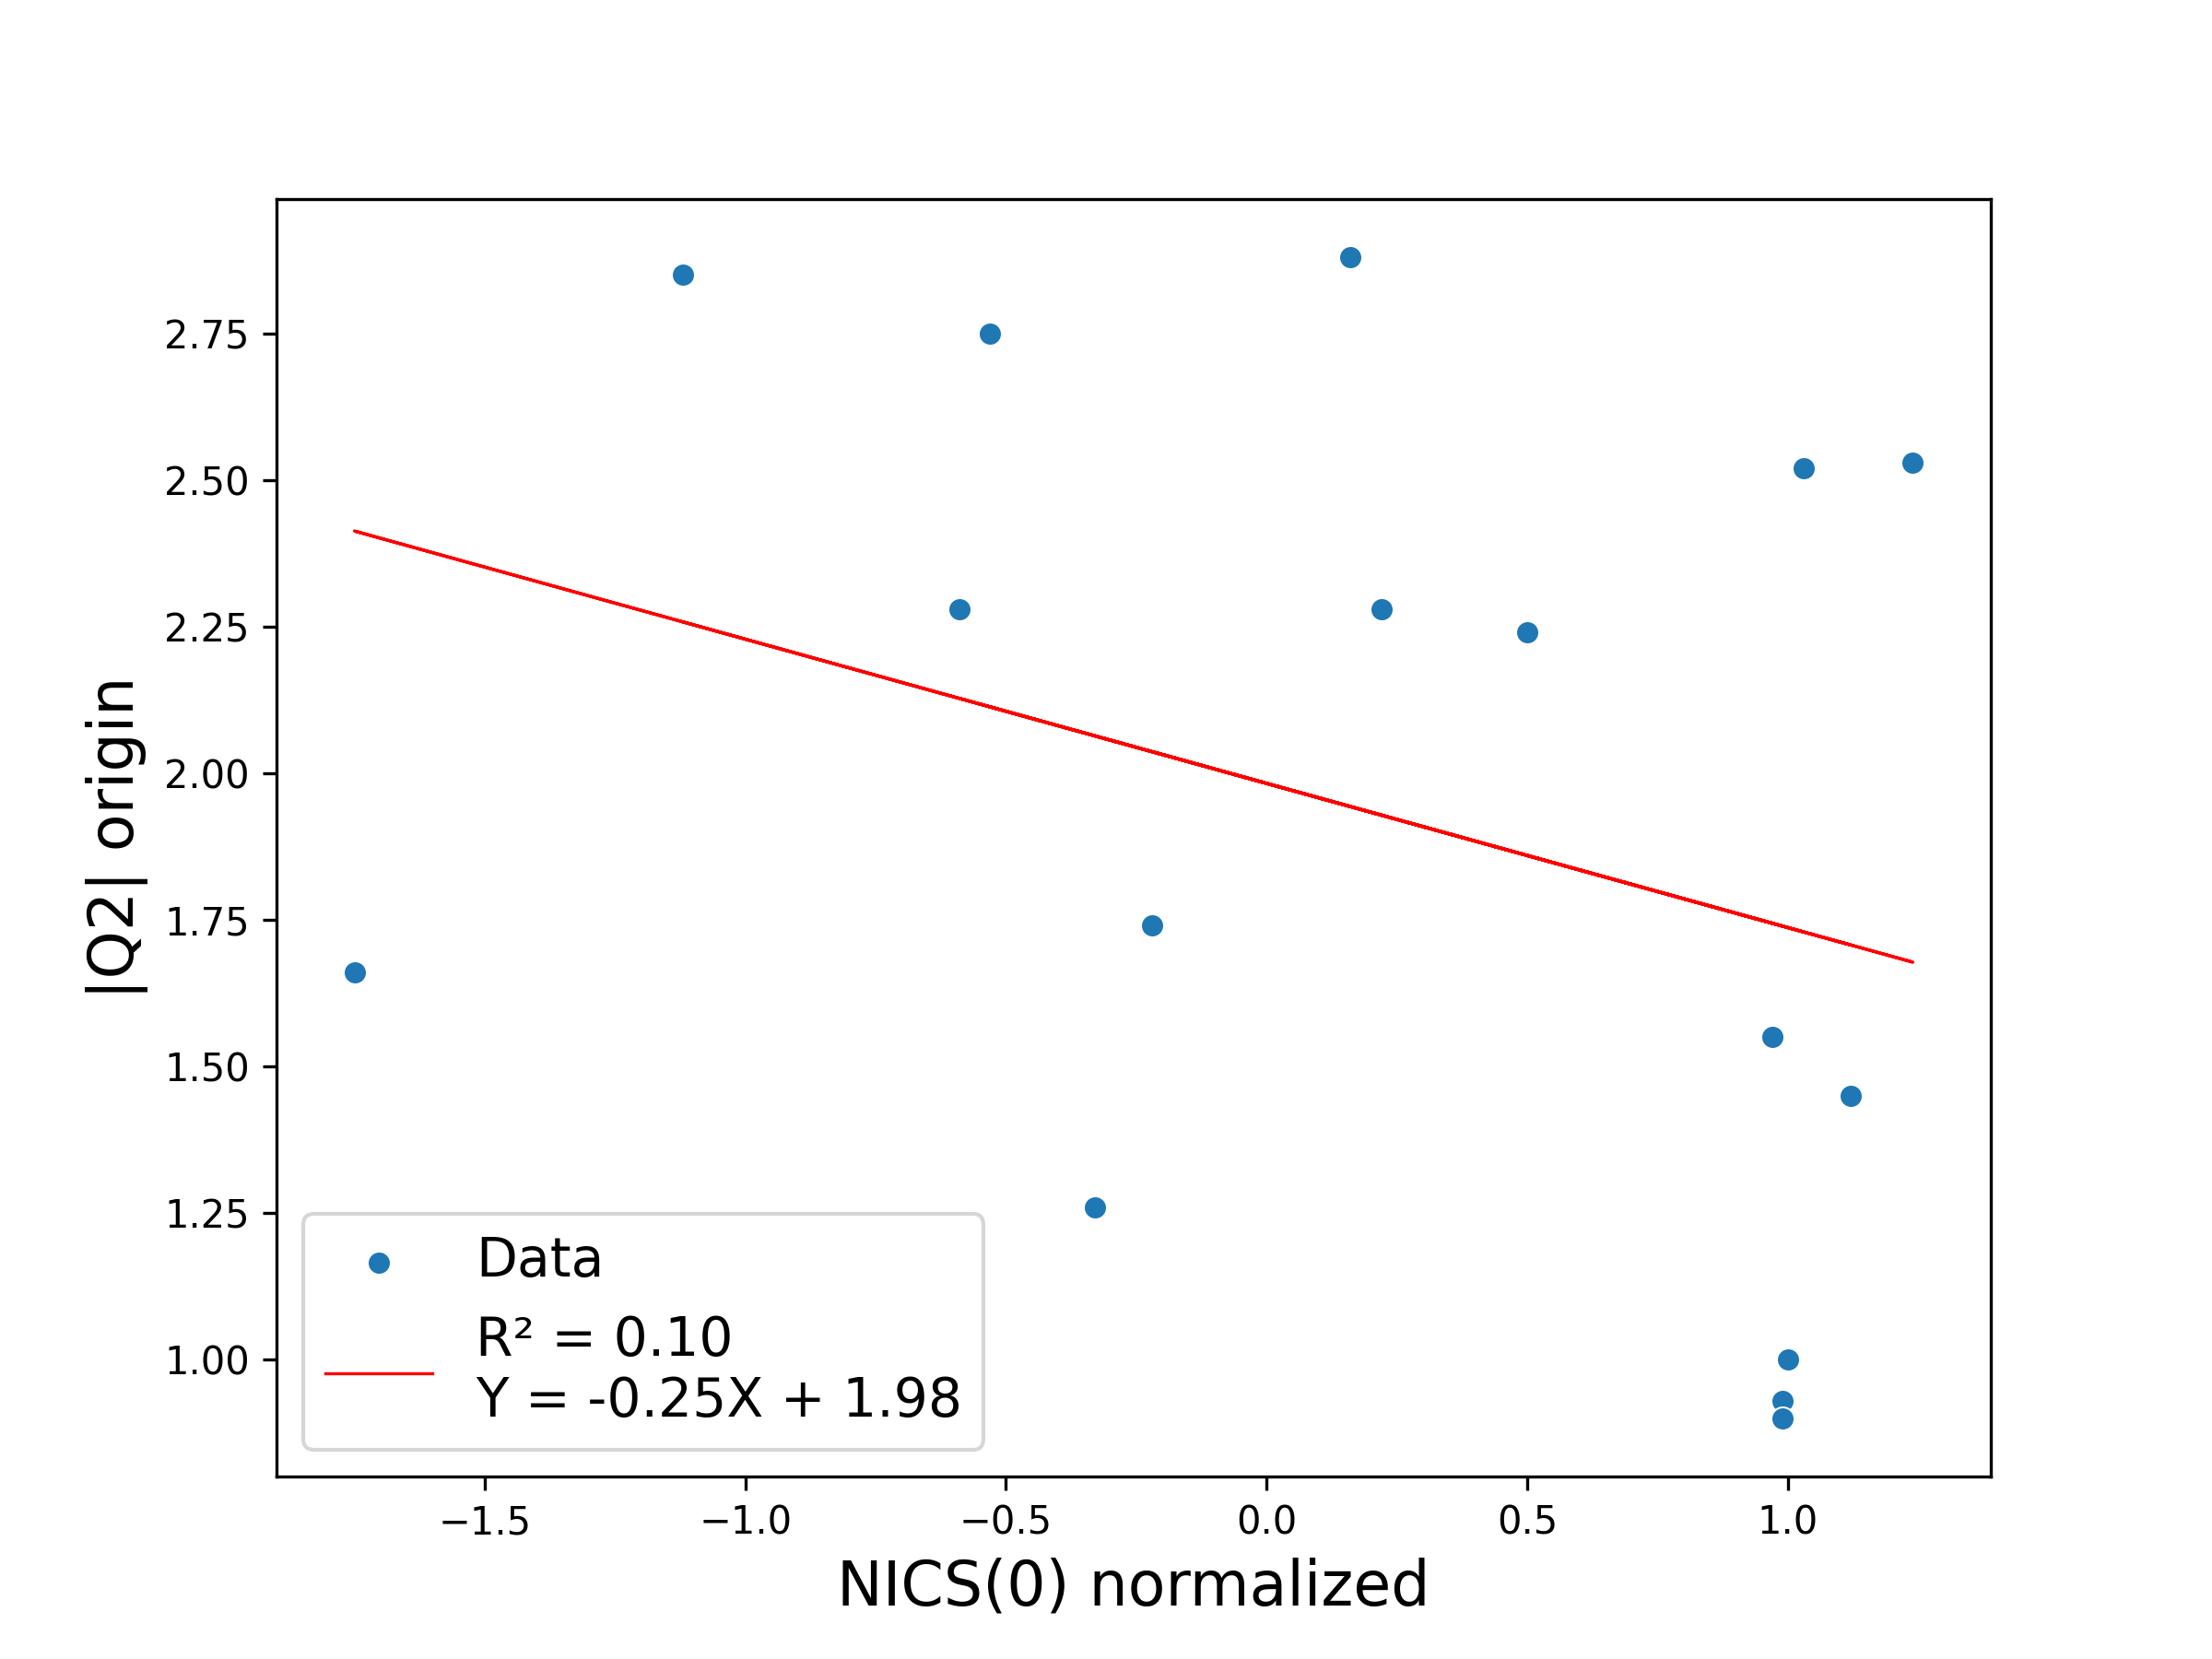 2.75
2.50
2.25
2.00
1.75
1.50
1.25
1.00
|Q2| origin
Data
R² = 0.10
Y = -0.25X + 1.98
−1.5 −1.0 −0.5 0.0 0.5 1.0
NICS(0) normalized